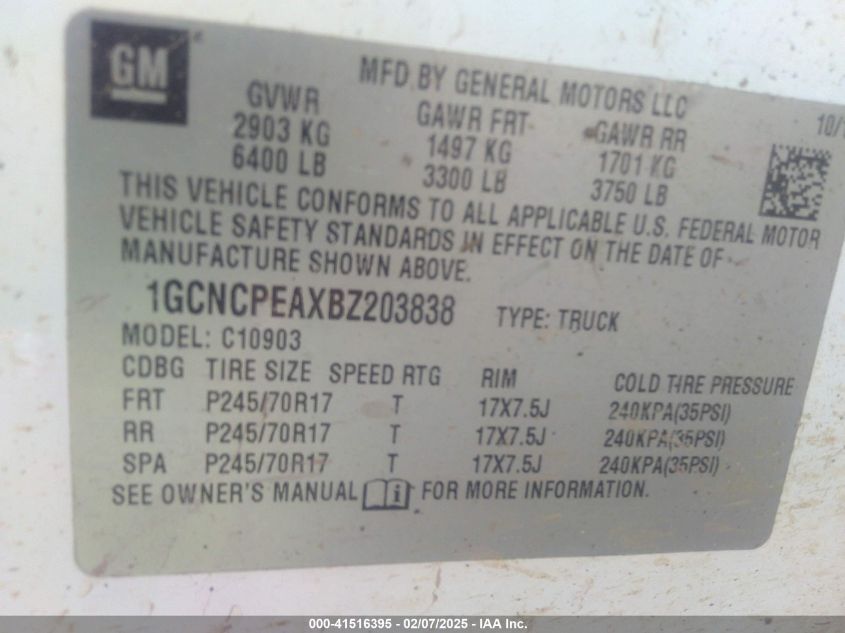 GM
MFD BY GENERAL MOTORS LLC
10/1
GVWR GAWR FRT GAWR RR
2903 KG 1497 KG 1701 KG
6400 LB 3300 LB 3750 LB
THIS VEHICLE CONFORMS TO ALL APPLICABLE U.S. FEDERAL MOTOR
VEHICLE SAFETY STANDARDS IN EFFECT ON THE DATE OF
MANUFACTURE SHOWN ABOVE.
1GCNCPEAXBZ203838 TYPE: TRUCK
MODEL: C10903
CDBG TIRE SIZE SPEED RTG RIM COLD TIRE PRESSURE
FRT P245/70R17 T 17X7.5J 240KPA(35PSI)
RR P245/70R17 T 17X7.5J 240KPA(35PSI)
SPA P245/70R17 T 17X7.5J 240KPA(35PSI)
SEE OWNER'S MANUAL i FOR MORE INFORMATION.
000-41516395 - 02/07/2025 - IAA Inc.